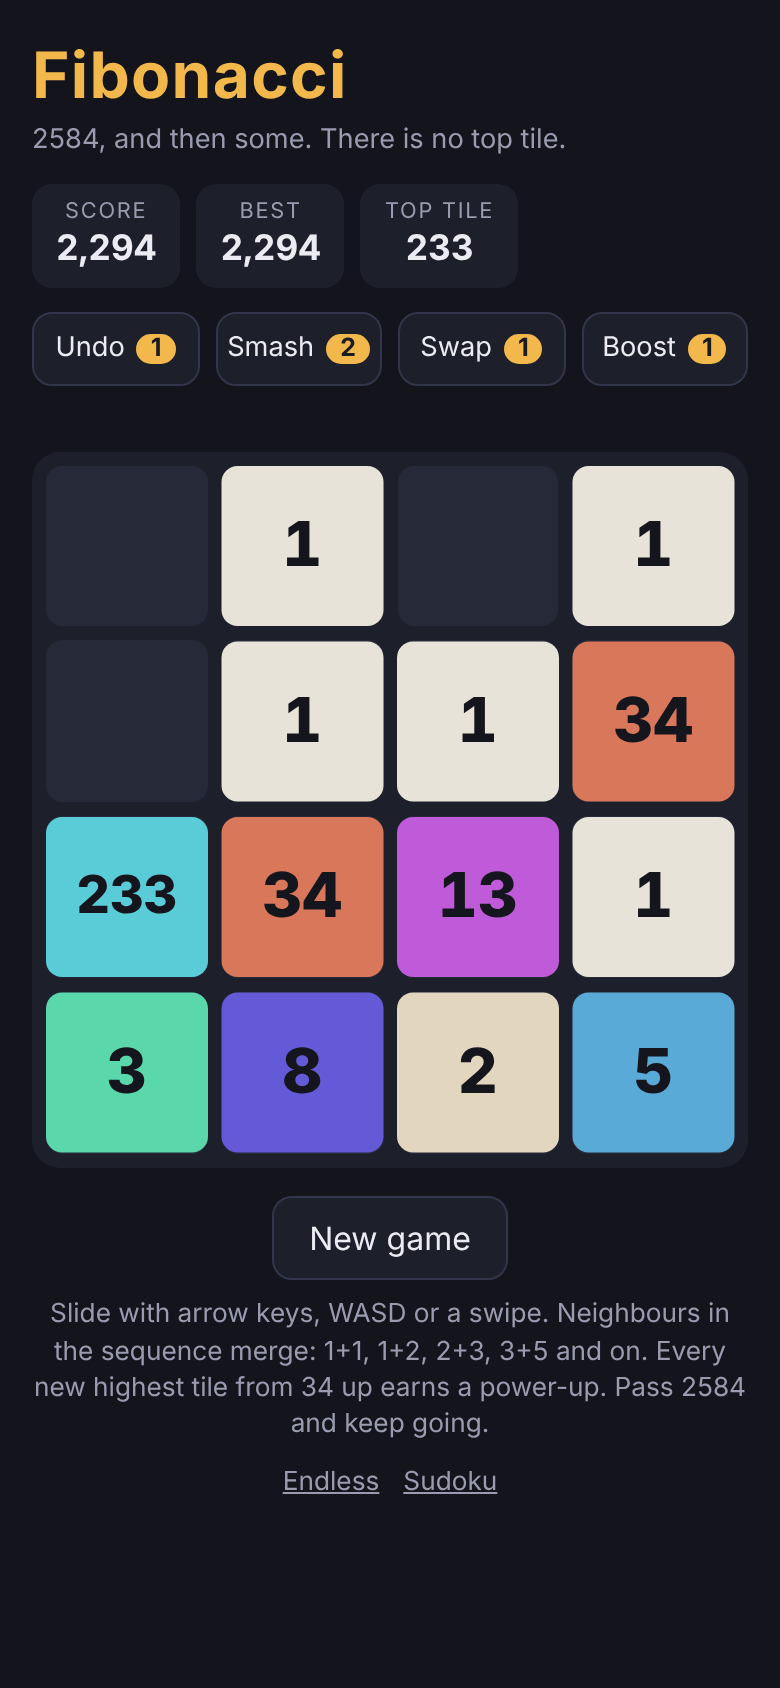 Fibonacci
2584, and then some. There is no top tile.
SCORE BEST TOP TILE
2,294 2,294 233
Undo 1 Smash 2 Swap 1 Boost 1
1 1
1 1 34
233 34 13 1
3 8 2 5
New game
Slide with arrow keys, WASD or a swipe. Neighbours in
the sequence merge: 1+1, 1+2, 2+3, 3+5 and on. Every
new highest tile from 34 up earns a power-up. Pass 2584
and keep going.
Endless Sudoku